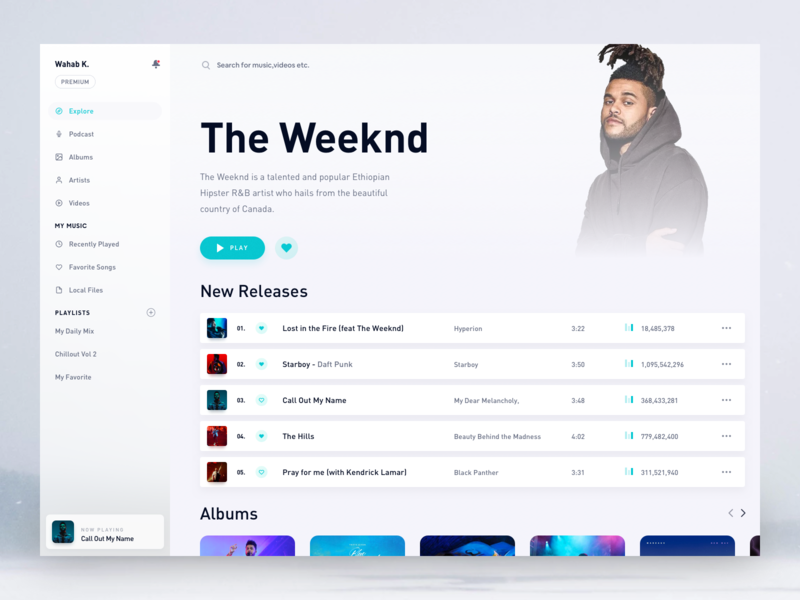 Wahab K.
PREMIUM
Explore
Podcast
Albums
Artists
Videos
MY MUSIC
Recently Played
Favorite Songs
Local Files
PLAYLISTS
My Daily Mix
Chillout Vol 2
My Favorite
NOW PLAYING
Call Out My Name
Search for music,videos etc.
The Weeknd
The Weeknd is a talented and popular Ethiopian
Hipster R&B artist who hails from the beautiful
country of Canada.
PLAY
New Releases
01. Lost in the Fire (feat The Weeknd) Hyperion 3:22 18,485,378
02. Starboy - Daft Punk Starboy 3:50 1,095,542,296
03. Call Out My Name My Dear Melancholy, 3:48 368,433,281
04. The Hills Beauty Behind the Madness 4:02 779,482,400
05. Pray for me (with Kendrick Lamar) Black Panther 3:31 311,521,940
Albums